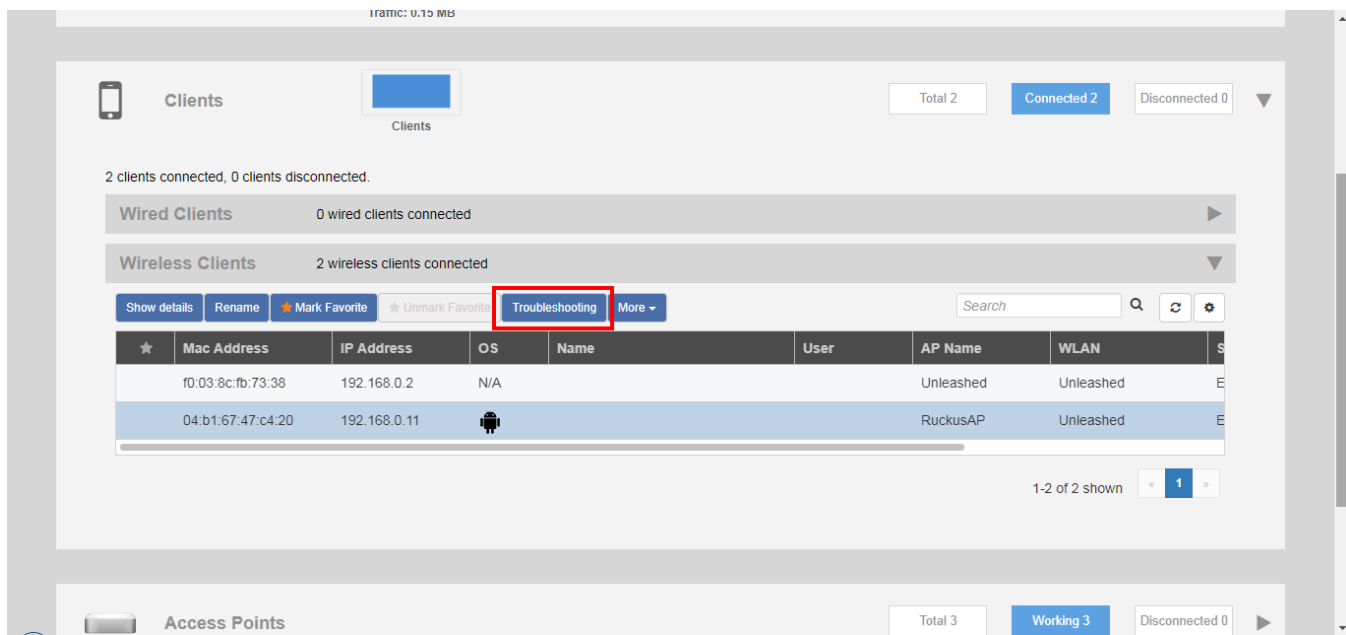 Traffic: 0.15 MB
Clients
Clients
Total 2
Connected 2
Disconnected 0
2 clients connected, 0 clients disconnected.
Wired Clients 0 wired clients connected
Wireless Clients 2 wireless clients connected
Show details Rename Mark Favorite Unmark Favorite Troubleshooting More Search
Mac Address IP Address OS Name User AP Name WLAN S
f0:03:8c:fb:73:38 192.168.0.2 N/A Unleashed Unleashed E
04:b1:67:47:c4:20 192.168.0.11 RuckusAP Unleashed E
1-2 of 2 shown « 1 »
Access Points Total 3 Working 3 Disconnected 0